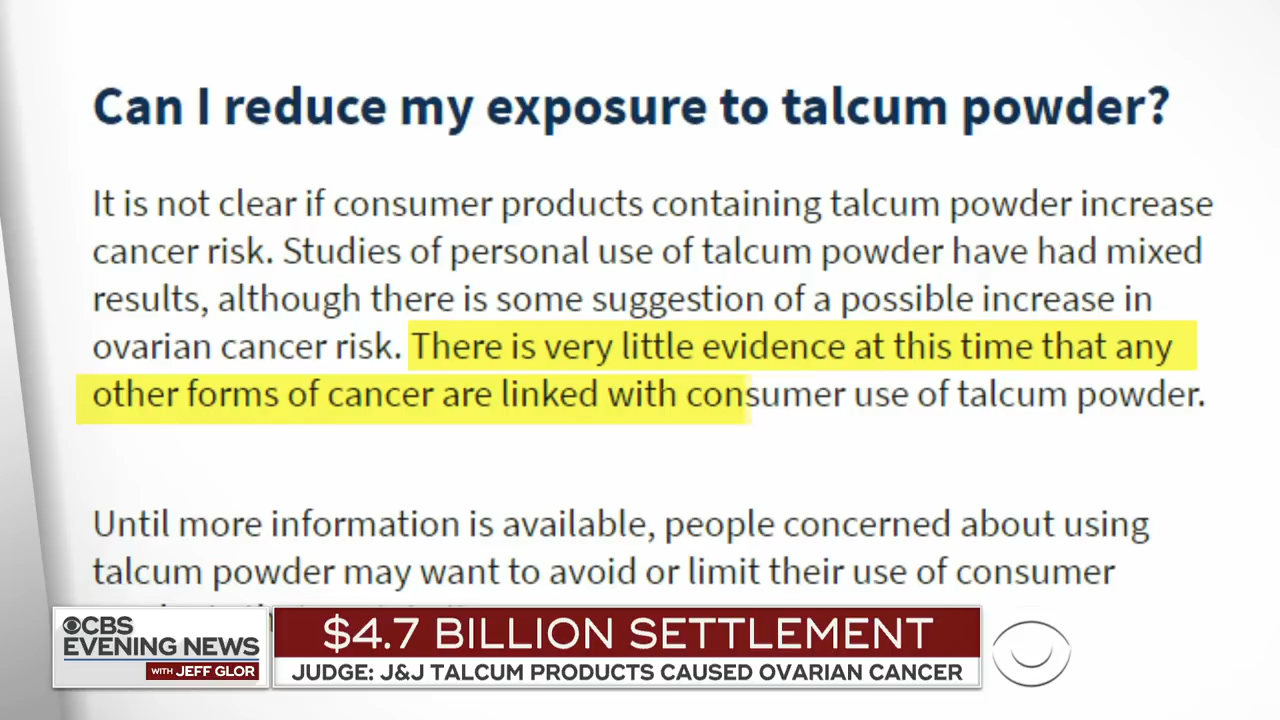 Can I reduce my exposure to talcum powder?
It is not clear if consumer products containing talcum powder increase
cancer risk. Studies of personal use of talcum powder have had mixed
results, although there is some suggestion of a possible increase in
ovarian cancer risk. There is very little evidence at this time that any
other forms of cancer are linked with consumer use of talcum powder.
Until more information is available, people concerned about using
talcum powder may want to avoid or limit their use of consumer
CBS
EVENING NEWS
WITH JEFF GLOR
$4.7 BILLION SETTLEMENT
JUDGE: J&J TALCUM PRODUCTS CAUSED OVARIAN CANCER